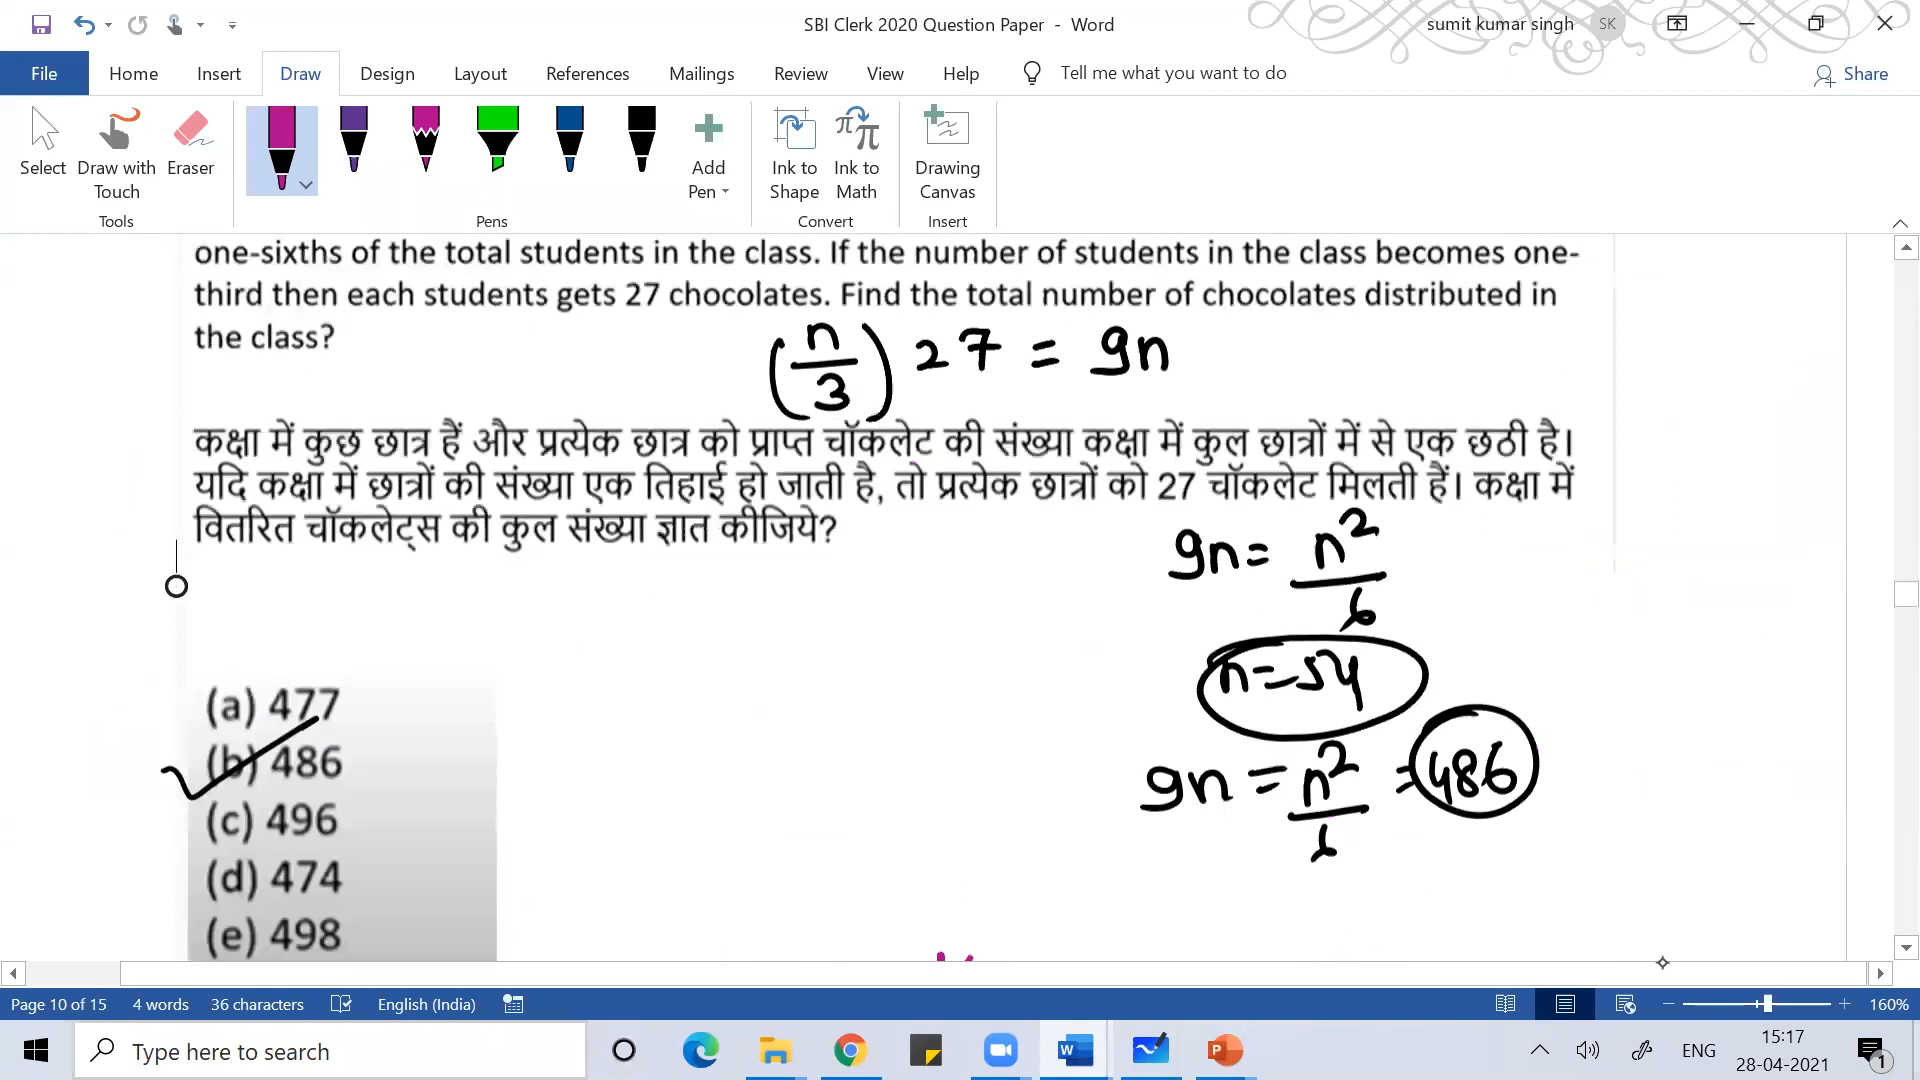 SBI Clerk 2020 Question Paper - Word
sumit kumar singh
SK
File
Home
Insert
Draw
Design
Layout
References
Mailings
Review
View
Help
Tell me what you want to do
Share
Select
Draw with Touch
Eraser
Add Pen
Ink to Shape
Ink to Math
Drawing Canvas
Tools
Pens
Convert
Insert
one-sixths of the total students in the class. If the number of students in the class becomes one-
third then each students gets 27 chocolates. Find the total number of chocolates distributed in
the class?
(n/3) 27 = 9n
कक्षा में कुछ छात्र हैं और प्रत्येक छात्र को प्राप्त चॉकलेट की संख्या कक्षा में कुल छात्रों में से एक छठी है।
यदि कक्षा में छात्रों की संख्या एक तिहाई हो जाती है, तो प्रत्येक छात्रों को 27 चॉकलेट मिलती हैं। कक्षा में
वितरित चॉकलेट्स की कुल संख्या ज्ञात कीजिये?
9n = n²/6
n=54
9n = n²/6 = 486
(a) 477
(b) 486
(c) 496
(d) 474
(e) 498
Page 10 of 15
4 words
36 characters
English (India)
160%
Type here to search
ENG
15:17
28-04-2021
1